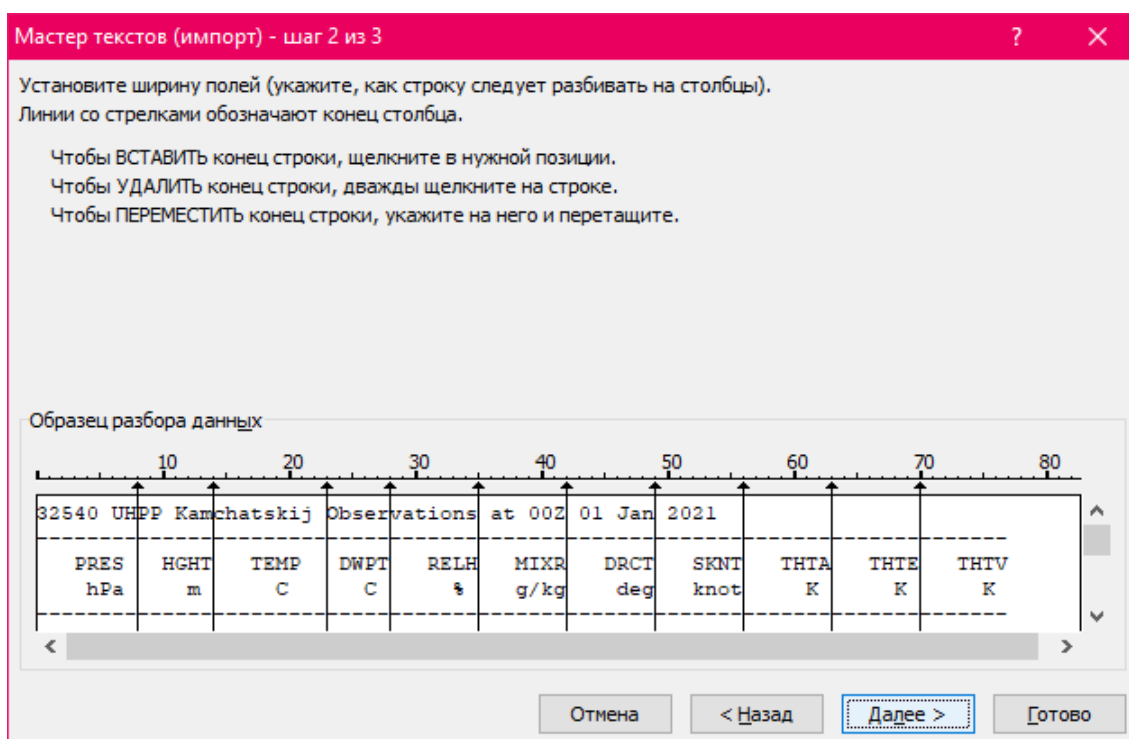 Мастер текстов (импорт) - шаг 2 из 3
Установите ширину полей (укажите, как строку следует разбивать на столбцы).
Линии со стрелками обозначают конец столбца.
Чтобы ВСТАВИТЬ конец строки, щелкните в нужной позиции.
Чтобы УДАЛИТЬ конец строки, дважды щелкните на строке.
Чтобы ПЕРЕМЕСТИТЬ конец строки, укажите на него и перетащите.
Образец разбора данных
10 20 30 40 50 60 70 80
32540 UHPP Kamchatskij Observations at 00Z 01 Jan 2021
PRES HGHT TEMP DWPT RELH MIXR DRCT SKNT THTA THTE THTV
hPa m C C % g/kg deg knot K K K
Отмена < Назад Далее > Готово